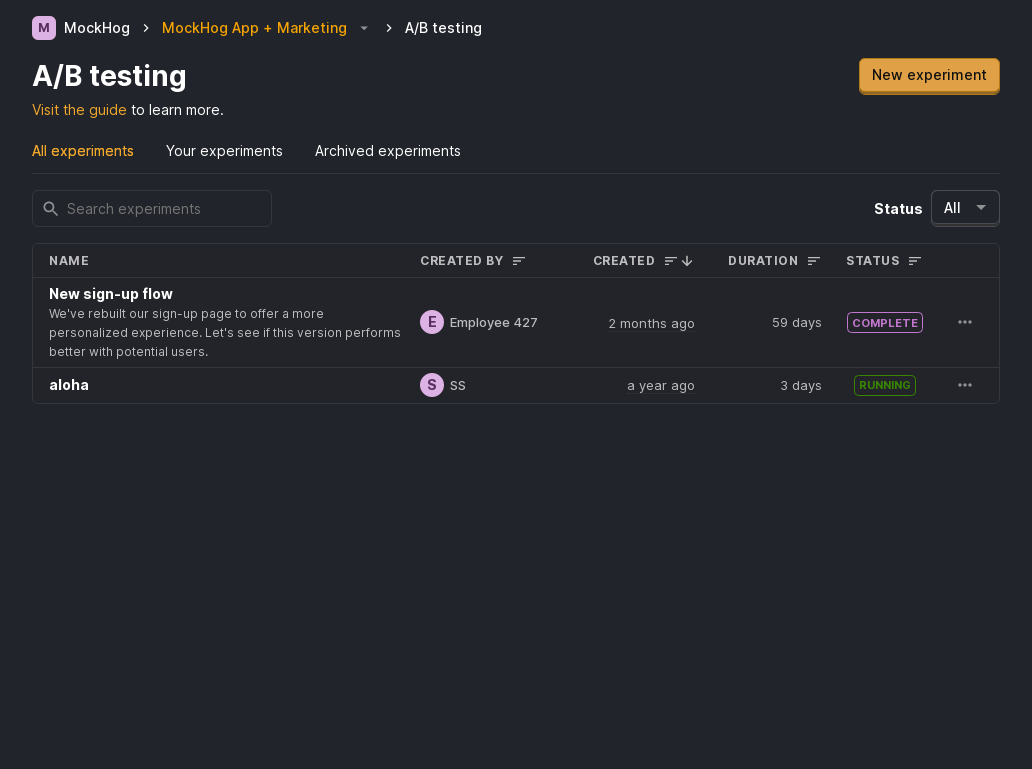 M MockHog MockHog App + Marketing A/B testing
A/B testing
New experiment
Visit the guide to learn more.
All experiments Your experiments Archived experiments
Search experiments
Status All
NAME CREATED BY CREATED DURATION STATUS
New sign-up flow
We've rebuilt our sign-up page to offer a more
personalized experience. Let's see if this version performs
better with potential users.
E Employee 427 2 months ago 59 days COMPLETE
aloha S SS a year ago 3 days RUNNING